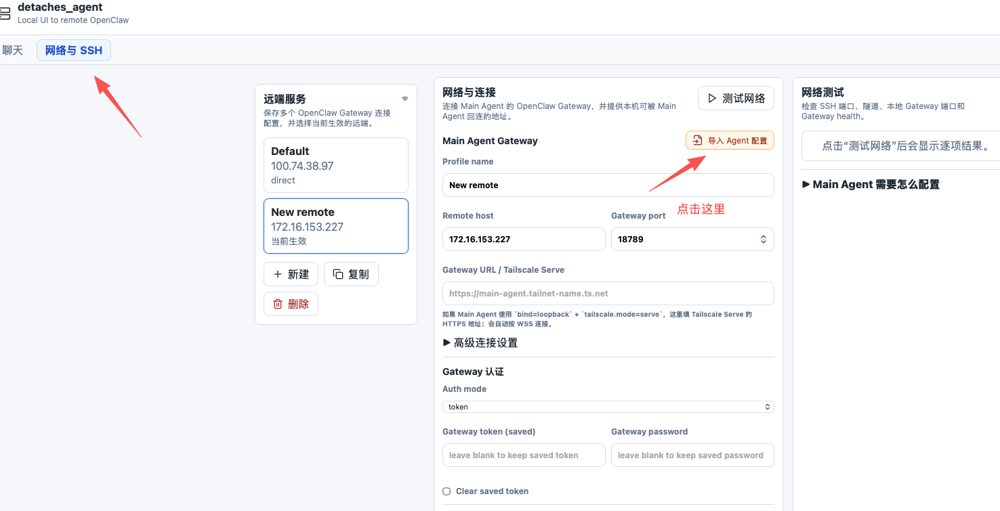 detaches_agent
Local UI to remote OpenClaw
聊天
网络与 SSH
远端服务
保存多个 OpenClaw Gateway 连接
配置，并选择当前生效的远端。
Default
100.74.38.97
direct
New remote
172.16.153.227
当前生效
新建
复制
删除
网络与连接
连接 Main Agent 的 OpenClaw Gateway，并提供本机可被 Main
Agent 回连的地址。
测试网络
Main Agent Gateway
导入 Agent 配置
Profile name
New remote
点击这里
Remote host
Gateway port
172.16.153.227
18789
Gateway URL / Tailscale Serve
https://main-agent.tailnet-name.ts.net
如果 Main Agent 使用 `bind=loopback` + `tailscale.mode=serve`，这里填 Tailscale Serve 的
HTTPS 地址；会自动按 WSS 连接。
高级连接设置
Gateway 认证
Auth mode
token
Gateway token (saved)
Gateway password
leave blank to keep saved token
leave blank to keep saved password
Clear saved token
网络测试
检查 SSH 端口、隧道、本地 Gateway 端口和
Gateway health。
点击“测试网络”后会显示逐项结果。
Main Agent 需要怎么配置